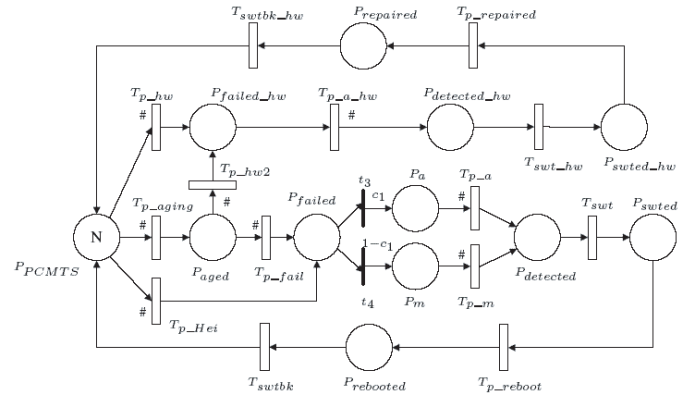 T_swtbk_hw P_repaired T_p_repaired
T_p_hw P_failed_hw T_p_a_hw P_detected_hw
# #
T_swt_hw P_swted_hw
T_p_hw2
T_p_aging # P_failed t_3 c_1 P_a T_p_a T_swt P_swted
# # #
N
P_PCMTS P_aged T_p_fail 1−c_1 # P_detected
# T_p_Hei t_4 P_m T_p_m
T_swtbk P_rebooted T_p_reboot